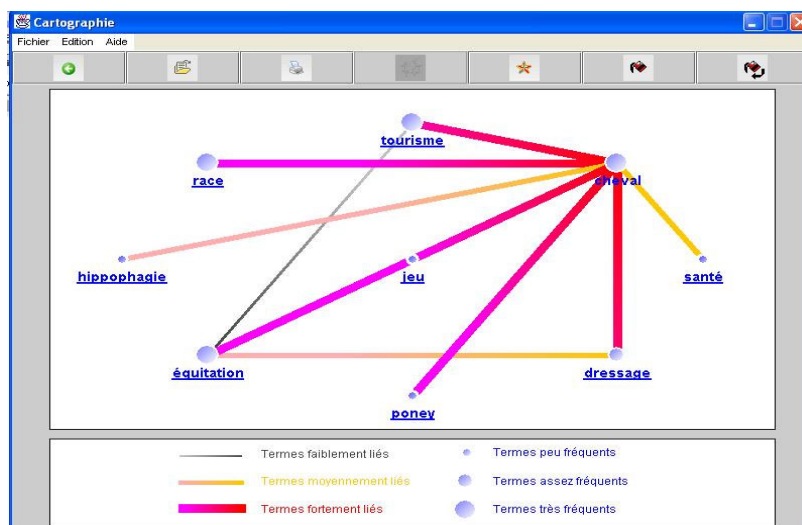 Cartographie
Fichier Edition Aide
tourisme
race
cheval
hippophagie
jeu
santé
équitation
dressage
poney
Termes faiblement liés
Termes peu fréquents
Termes moyennement liés
Termes assez fréquents
Termes fortement liés
Termes très fréquents